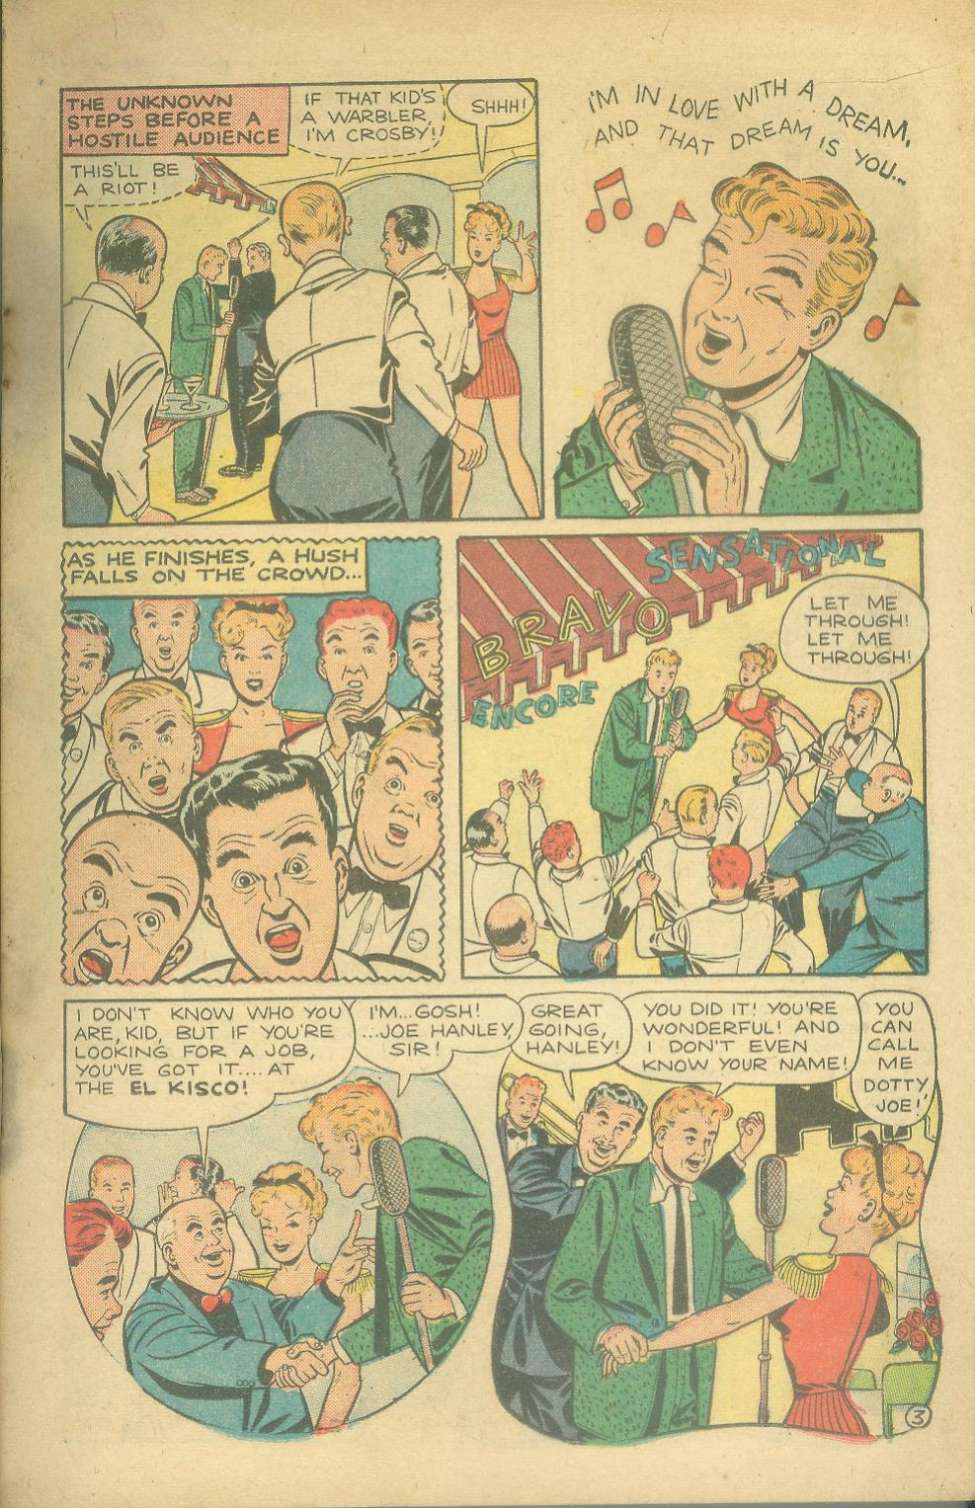 THE UNKNOWN
STEPS BEFORE A
HOSTILE AUDIENCE
THIS'LL BE
A RIOT!
IF THAT KID'S
A WARBLER,
I'M CROSBY!
SHHH!
I'M IN LOVE WITH A DREAM,
AND THAT DREAM IS YOU...
AS HE FINISHES, A HUSH
FALLS ON THE CROWD...
SENSATIONAL
BRAVO
ENCORE
LET ME
THROUGH!
LET ME
THROUGH!
I DON'T KNOW WHO YOU
ARE, KID, BUT IF YOU'RE
LOOKING FOR A JOB,
YOU'VE GOT IT....AT
THE EL KISCO!
I'M...GOSH!
...JOE HANLEY,
SIR!
GREAT
GOING,
HANLEY!
YOU DID IT! YOU'RE
WONDERFUL! AND
I DON'T EVEN
KNOW YOUR NAME!
YOU
CAN
CALL
ME
DOTTY
JOE!
3